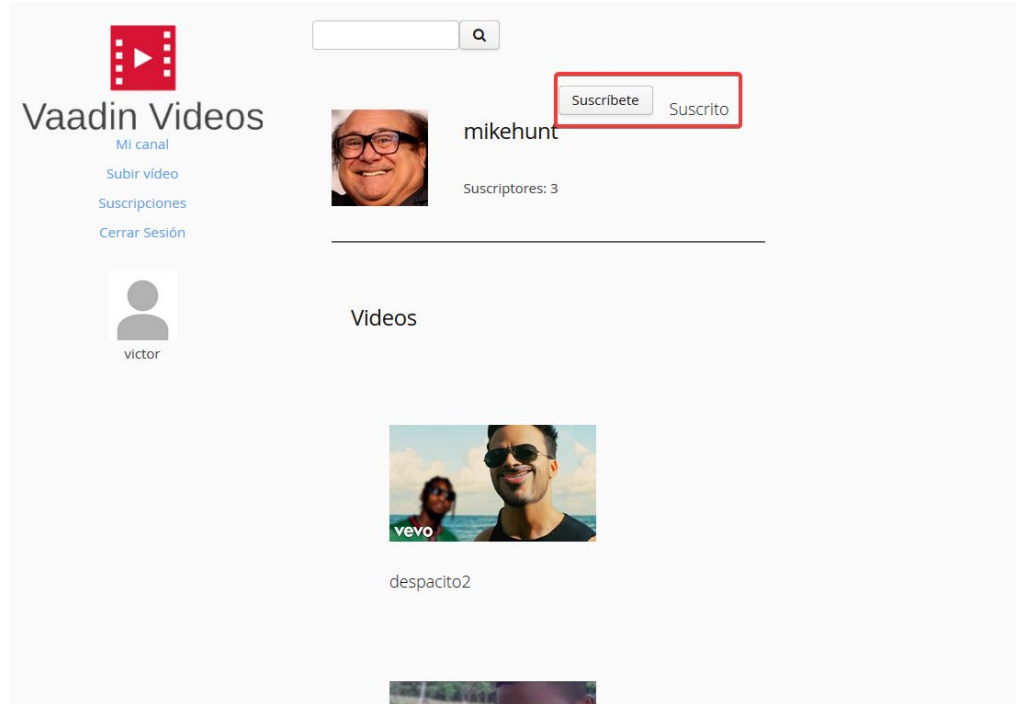 Vaadin Videos
Mi canal
Subir vídeo
Suscripciones
Cerrar Sesión
victor
Suscríbete
Suscrito
mikehunt
Suscriptores: 3
Videos
vevo
despacito2